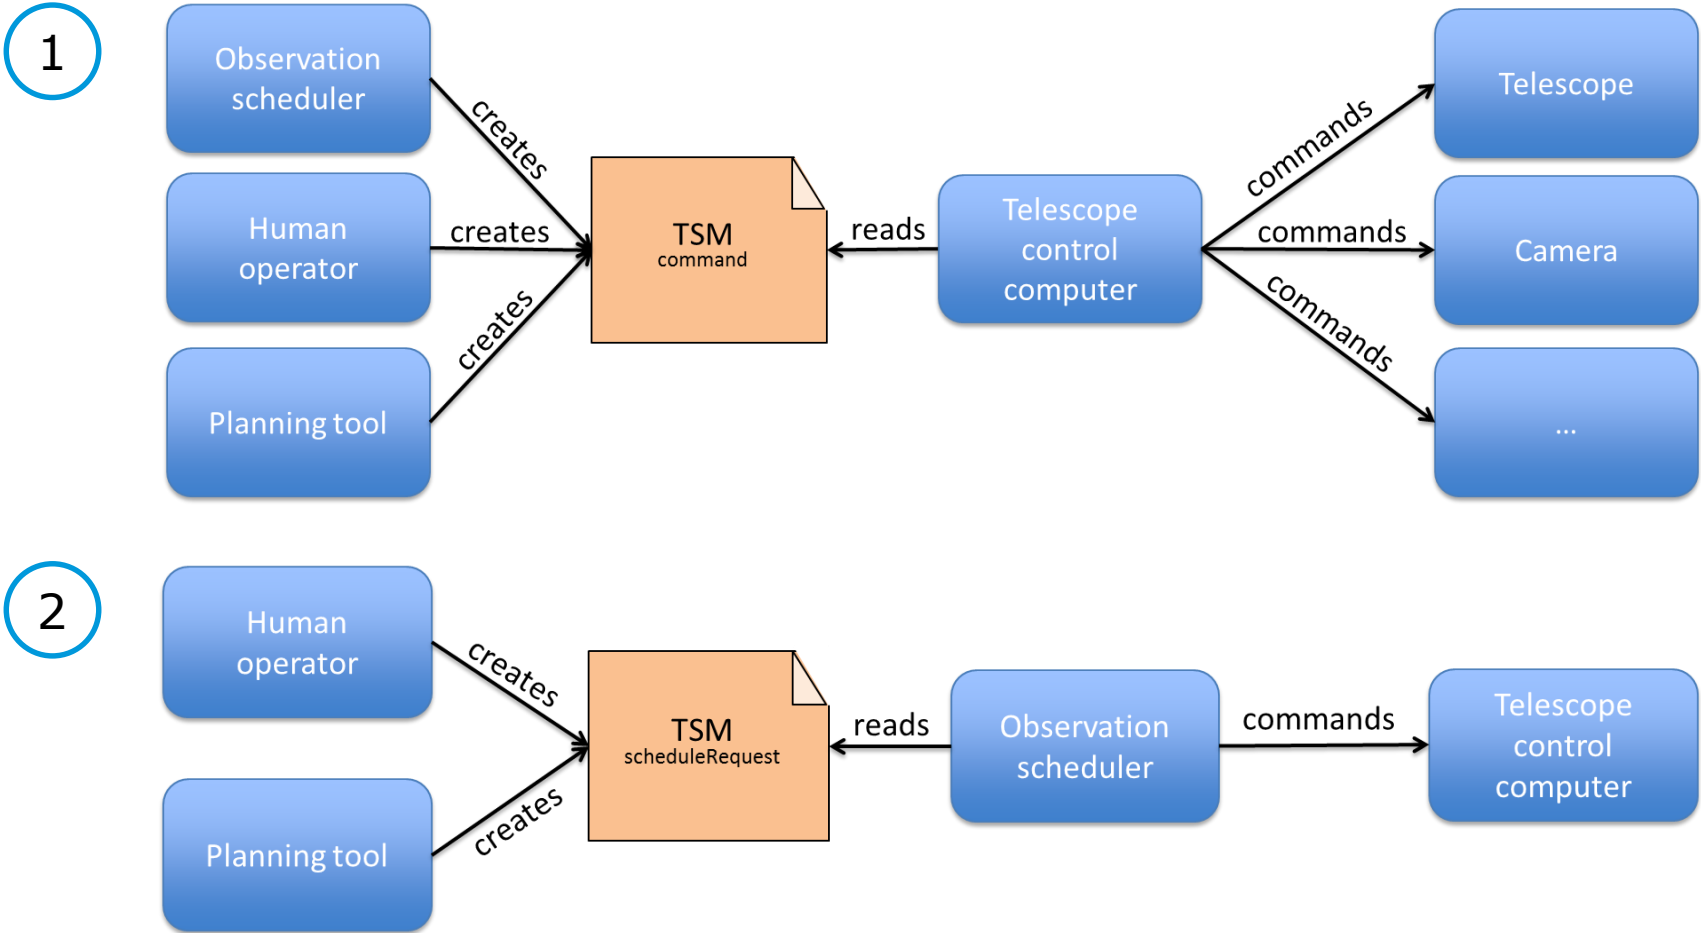 1
Observation
scheduler
creates
Human
operator
creates
Planning tool
creates
TSM
command
reads
Telescope
control
computer
commands
Telescope
commands
Camera
commands
...
2
Human
operator
creates
Planning tool
creates
TSM
scheduleRequest
reads
Observation
scheduler
commands
Telescope
control
computer